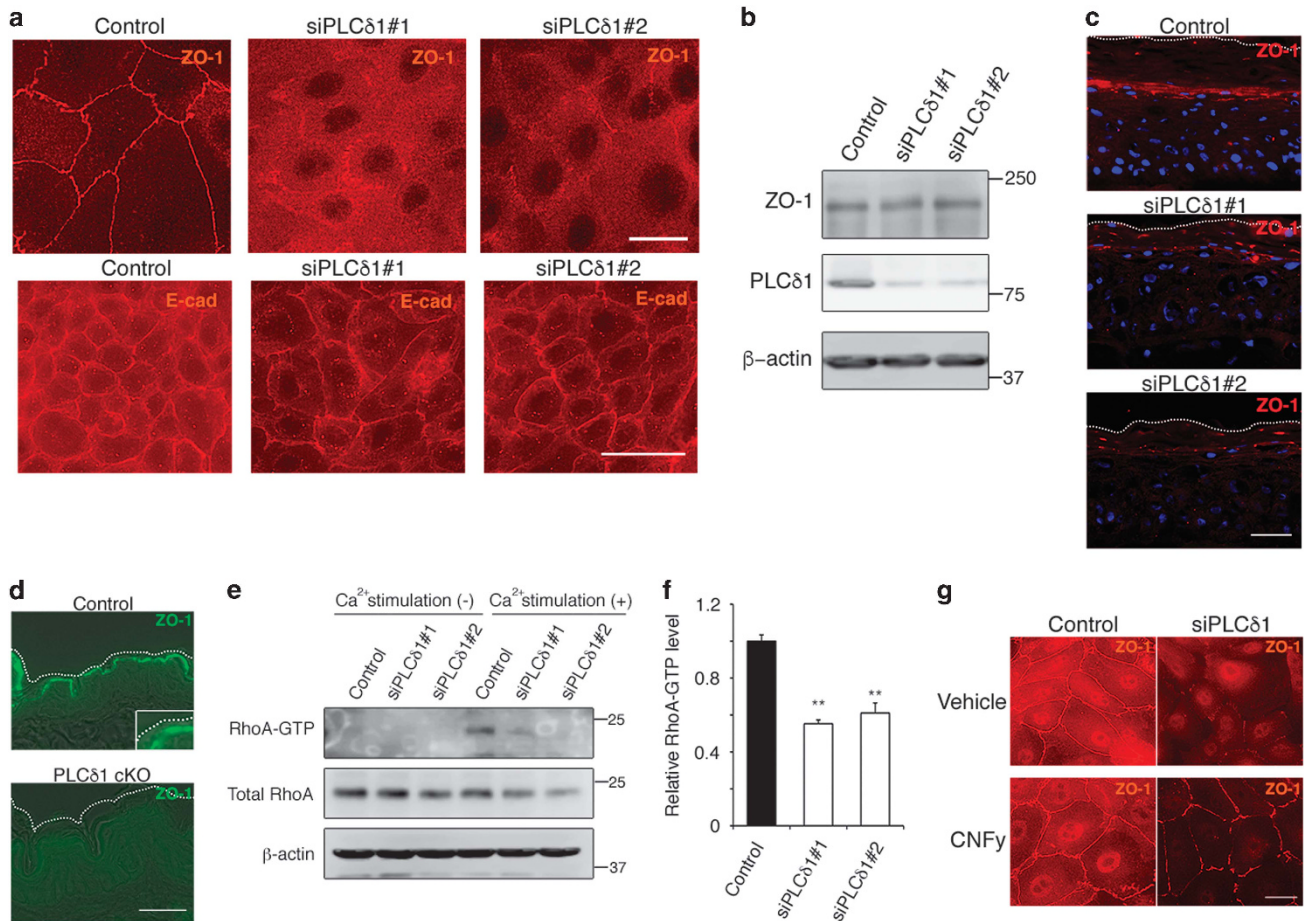 a
Control siPLCδ1#1 siPLCδ1#2
ZO-1 ZO-1 ZO-1
Control siPLCδ1#1 siPLCδ1#2
E-cad E-cad E-cad
b
Control siPLCδ1#1 siPLCδ1#2
250
ZO-1
PLCδ1
75
β-actin
37
c
Control
ZO-1
siPLCδ1#1
ZO-1
siPLCδ1#2
ZO-1
d
Control
ZO-1
PLCδ1 cKO
ZO-1
e
Ca2+stimulation (-) Ca2+stimulation (+)
Control siPLCδ1#1 siPLCδ1#2 Control siPLCδ1#1 siPLCδ1#2
RhoA-GTP
25
Total RhoA
25
β-actin
37
f
Relative RhoA-GTP level
1.2
0.8
0.4
0
** **
Control siPLCδ1#1 siPLCδ1#2
g
Control siPLCδ1
Vehicle
ZO-1 ZO-1
CNFy
ZO-1 ZO-1